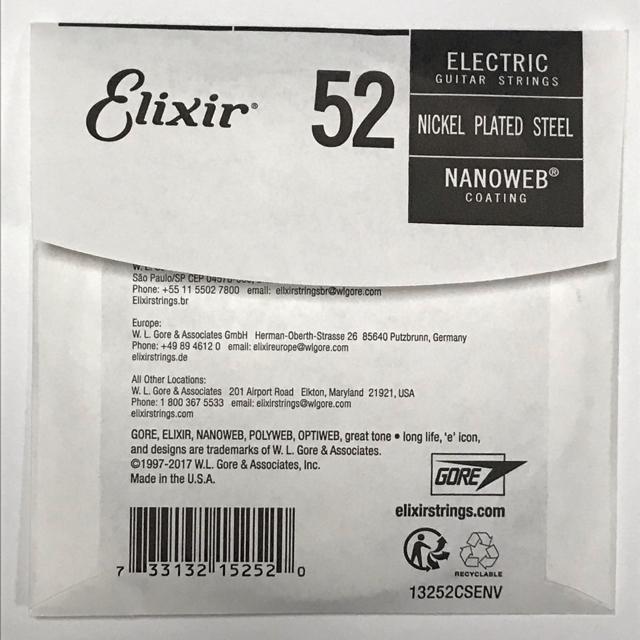 Elixir®
52
ELECTRIC
GUITAR STRINGS
NICKEL PLATED STEEL
NANOWEB®
COATING
São Paulo/SP CEP
Phone: +55 11 5502 7800 email: elixirstringsbr@wlgore.com
Elixirstrings.br
Europe:
W. L. Gore & Associates GmbH Herman-Oberth-Strasse 26 85640 Putzbrunn, Germany
Phone: +49 89 4612 0 email: elixireurope@wlgore.com
elixirstrings.de
All Other Locations:
W. L. Gore & Associates 201 Airport Road Elkton, Maryland 21921, USA
Phone: 1 800 367 5533 email: elixirstrings@wlgore.com
elixirstrings.com
GORE, ELIXIR, NANOWEB, POLYWEB, OPTIWEB, great tone • long life, 'e' icon,
and designs are trademarks of W. L. Gore & Associates.
©1997-2017 W.L. Gore & Associates, Inc.
Made in the U.S.A.
GORE
elixirstrings.com
7 33132 15252 0
RECYCLABLE
13252CSENV